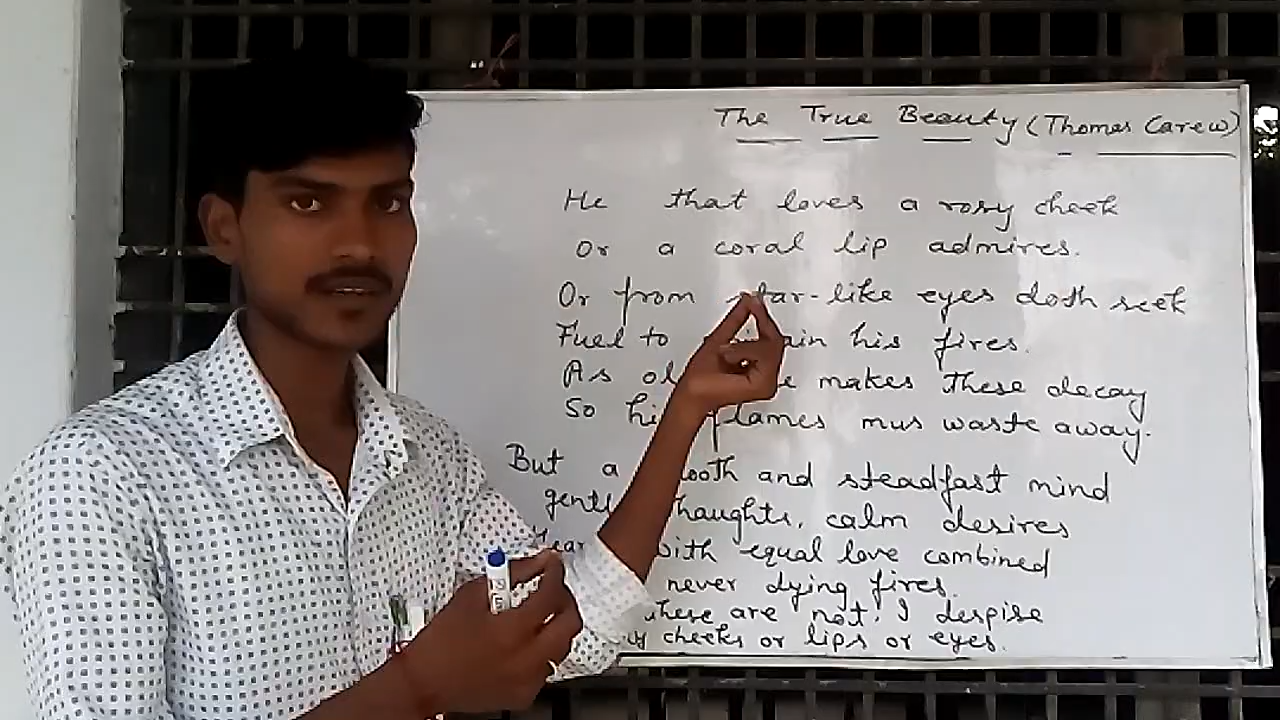 The True Beauty (Thomas Carew)
He that loves a rosy cheek
Or a coral lip admires.
Or from star-like eyes doth seek
Fuel to his fires.
As makes these decay
So flames mus waste away.
But a and steadfast mind
thaughts, calm desires
with equal love combined
never dying fires.
these are not, I despise
cheeks or lips or eyes.